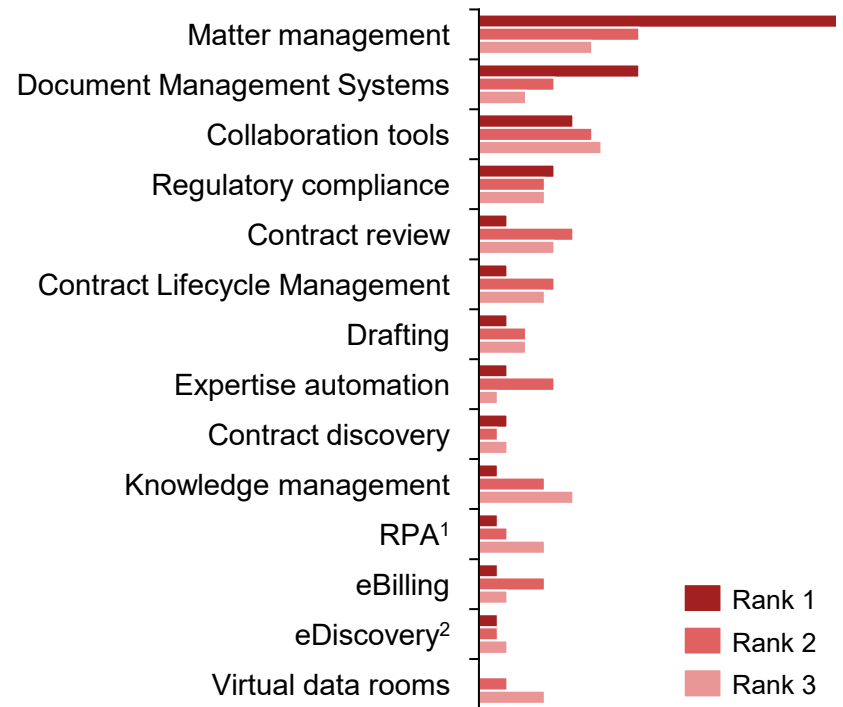 Matter management
Document Management Systems
Collaboration tools
Regulatory compliance
Contract review
Contract Lifecycle Management
Drafting
Expertise automation
Contract discovery
Knowledge management
RPA¹
eBilling
eDiscovery²
Virtual data rooms
Rank 1
Rank 2
Rank 3